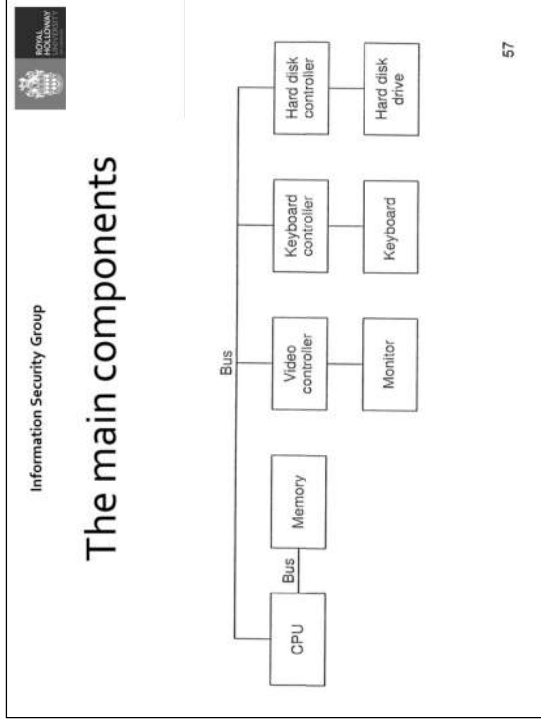 Information Security Group
ROYAL
HOLLOWAY
UNIVERSITY
The main components
Bus
CPU
Bus
Memory
Video
controller
Keyboard
controller
Hard disk
controller
Monitor
Keyboard
Hard disk
drive
57